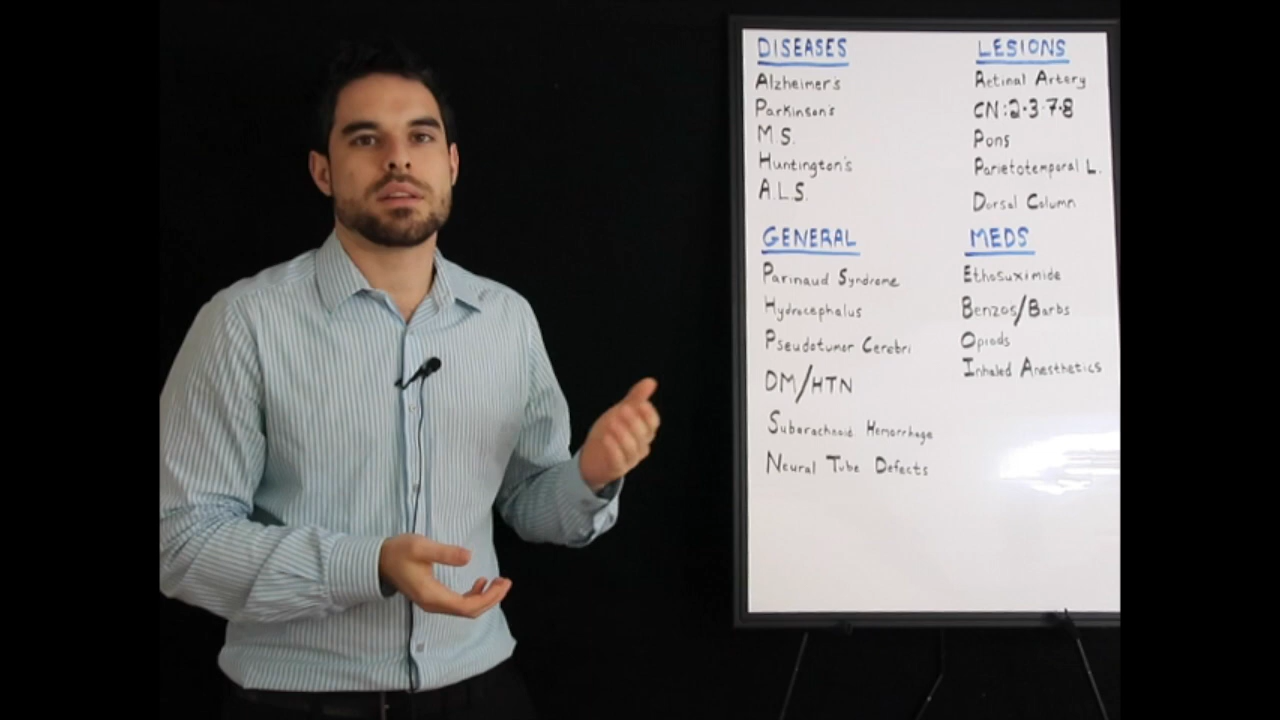 DISEASES
Alzheimer's
Parkinson's
M.S.
Huntington's
A.L.S.
LESIONS
Retinal Artery
CN:2·3·7·8
Pons
Parietotemporal L.
Dorsal Column
GENERAL
Parinaud Syndrome
Hydrocephalus
Pseudotumor Cerebri
DM/HTN
Subarachnoid Hemorrhage
Neural Tube Defects
MEDS
Ethosuximide
Benzos/Barbs
Opiods
Inhaled Anesthetics